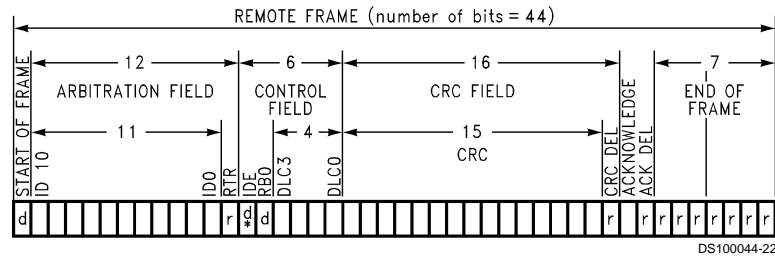 REMOTE FRAME (number of bits = 44)
12
6
16
7
ARBITRATION FIELD
CONTROL
FIELD
CRC FIELD
END OF
FRAME
11
4
15
CRC
START OF FRAME
ID 10
ID0
RTR
IDE
RB0
DLC3
DLC0
CRC DEL
ACKNOWLEDGE
ACK DEL
d r d * d r r r r r r r r r
DS100044-22